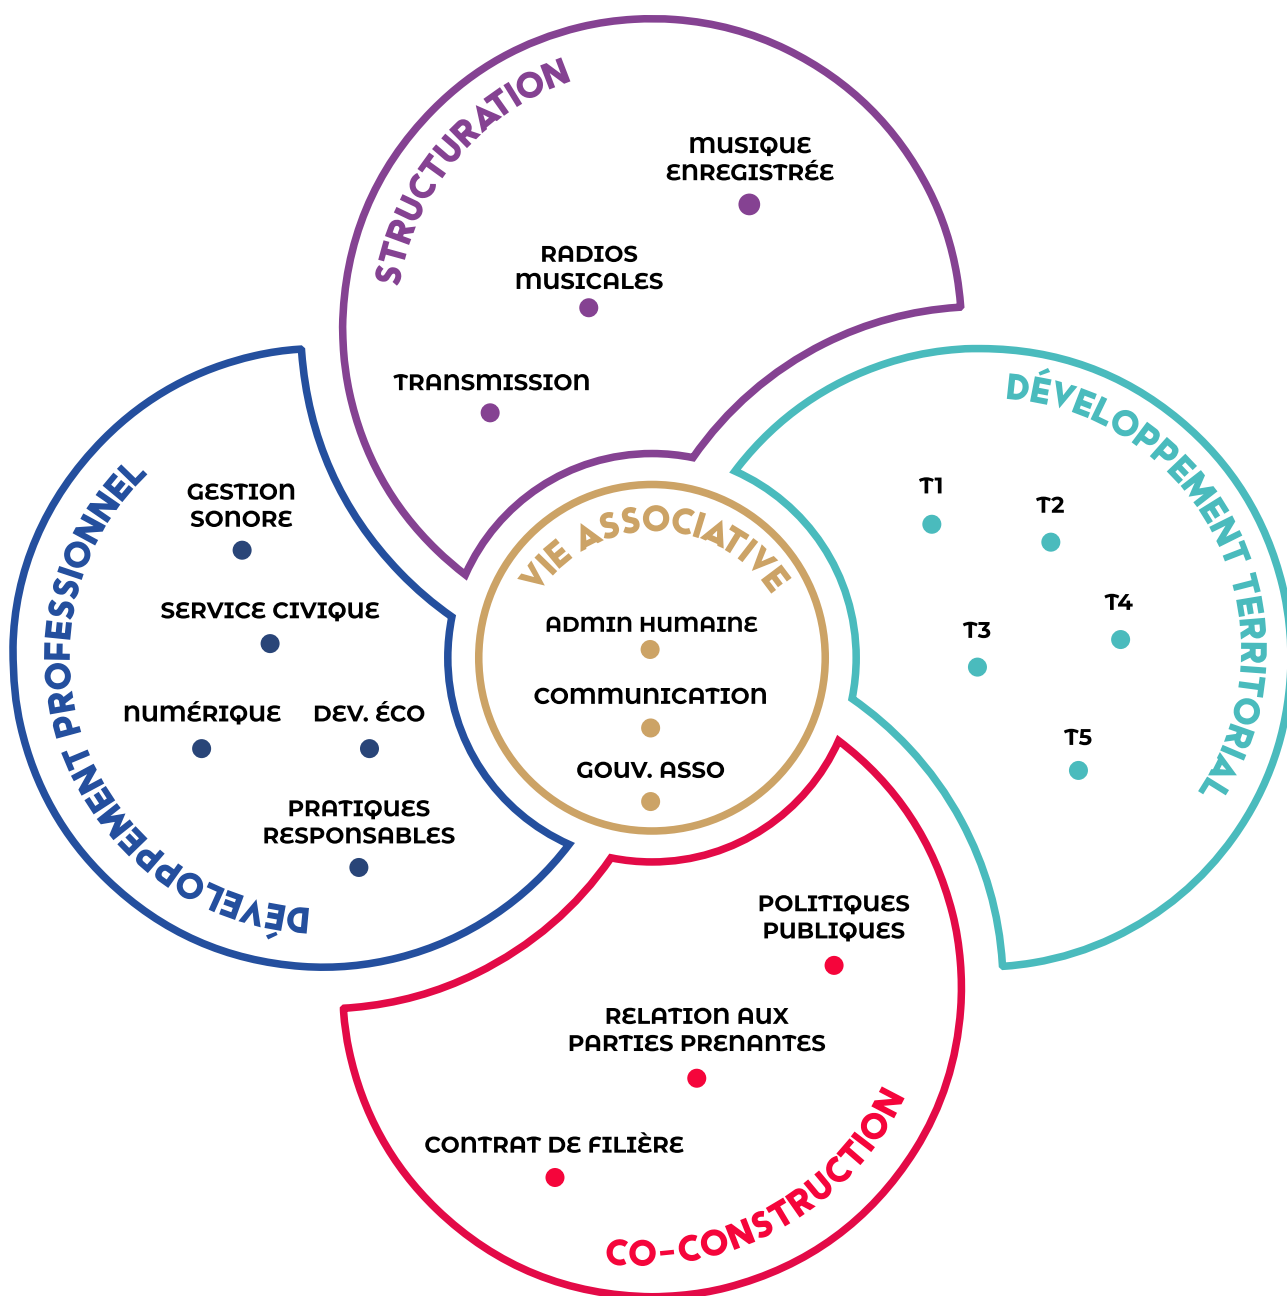 STRUCTURATION
MUSIQUE
ENREGISTRÉE
RADIOS
MUSICALES
TRANSMISSION
DÉVELOPPEMENT TERRITORIAL
T1
T2
T4
T3
T5
DÉVELOPPEMENT PROFESSIONNEL
GESTION
SONORE
SERVICE CIVIQUE
NUMÉRIQUE
DEV. ÉCO
PRATIQUES
RESPONSABLES
VIE ASSOCIATIVE
ADMIN HUMAINE
COMMUNICATION
GOUV. ASSO
POLITIQUES
PUBLIQUES
RELATION AUX
PARTIES PRENANTES
CONTRAT DE FILIÈRE
CO-CONSTRUCTION